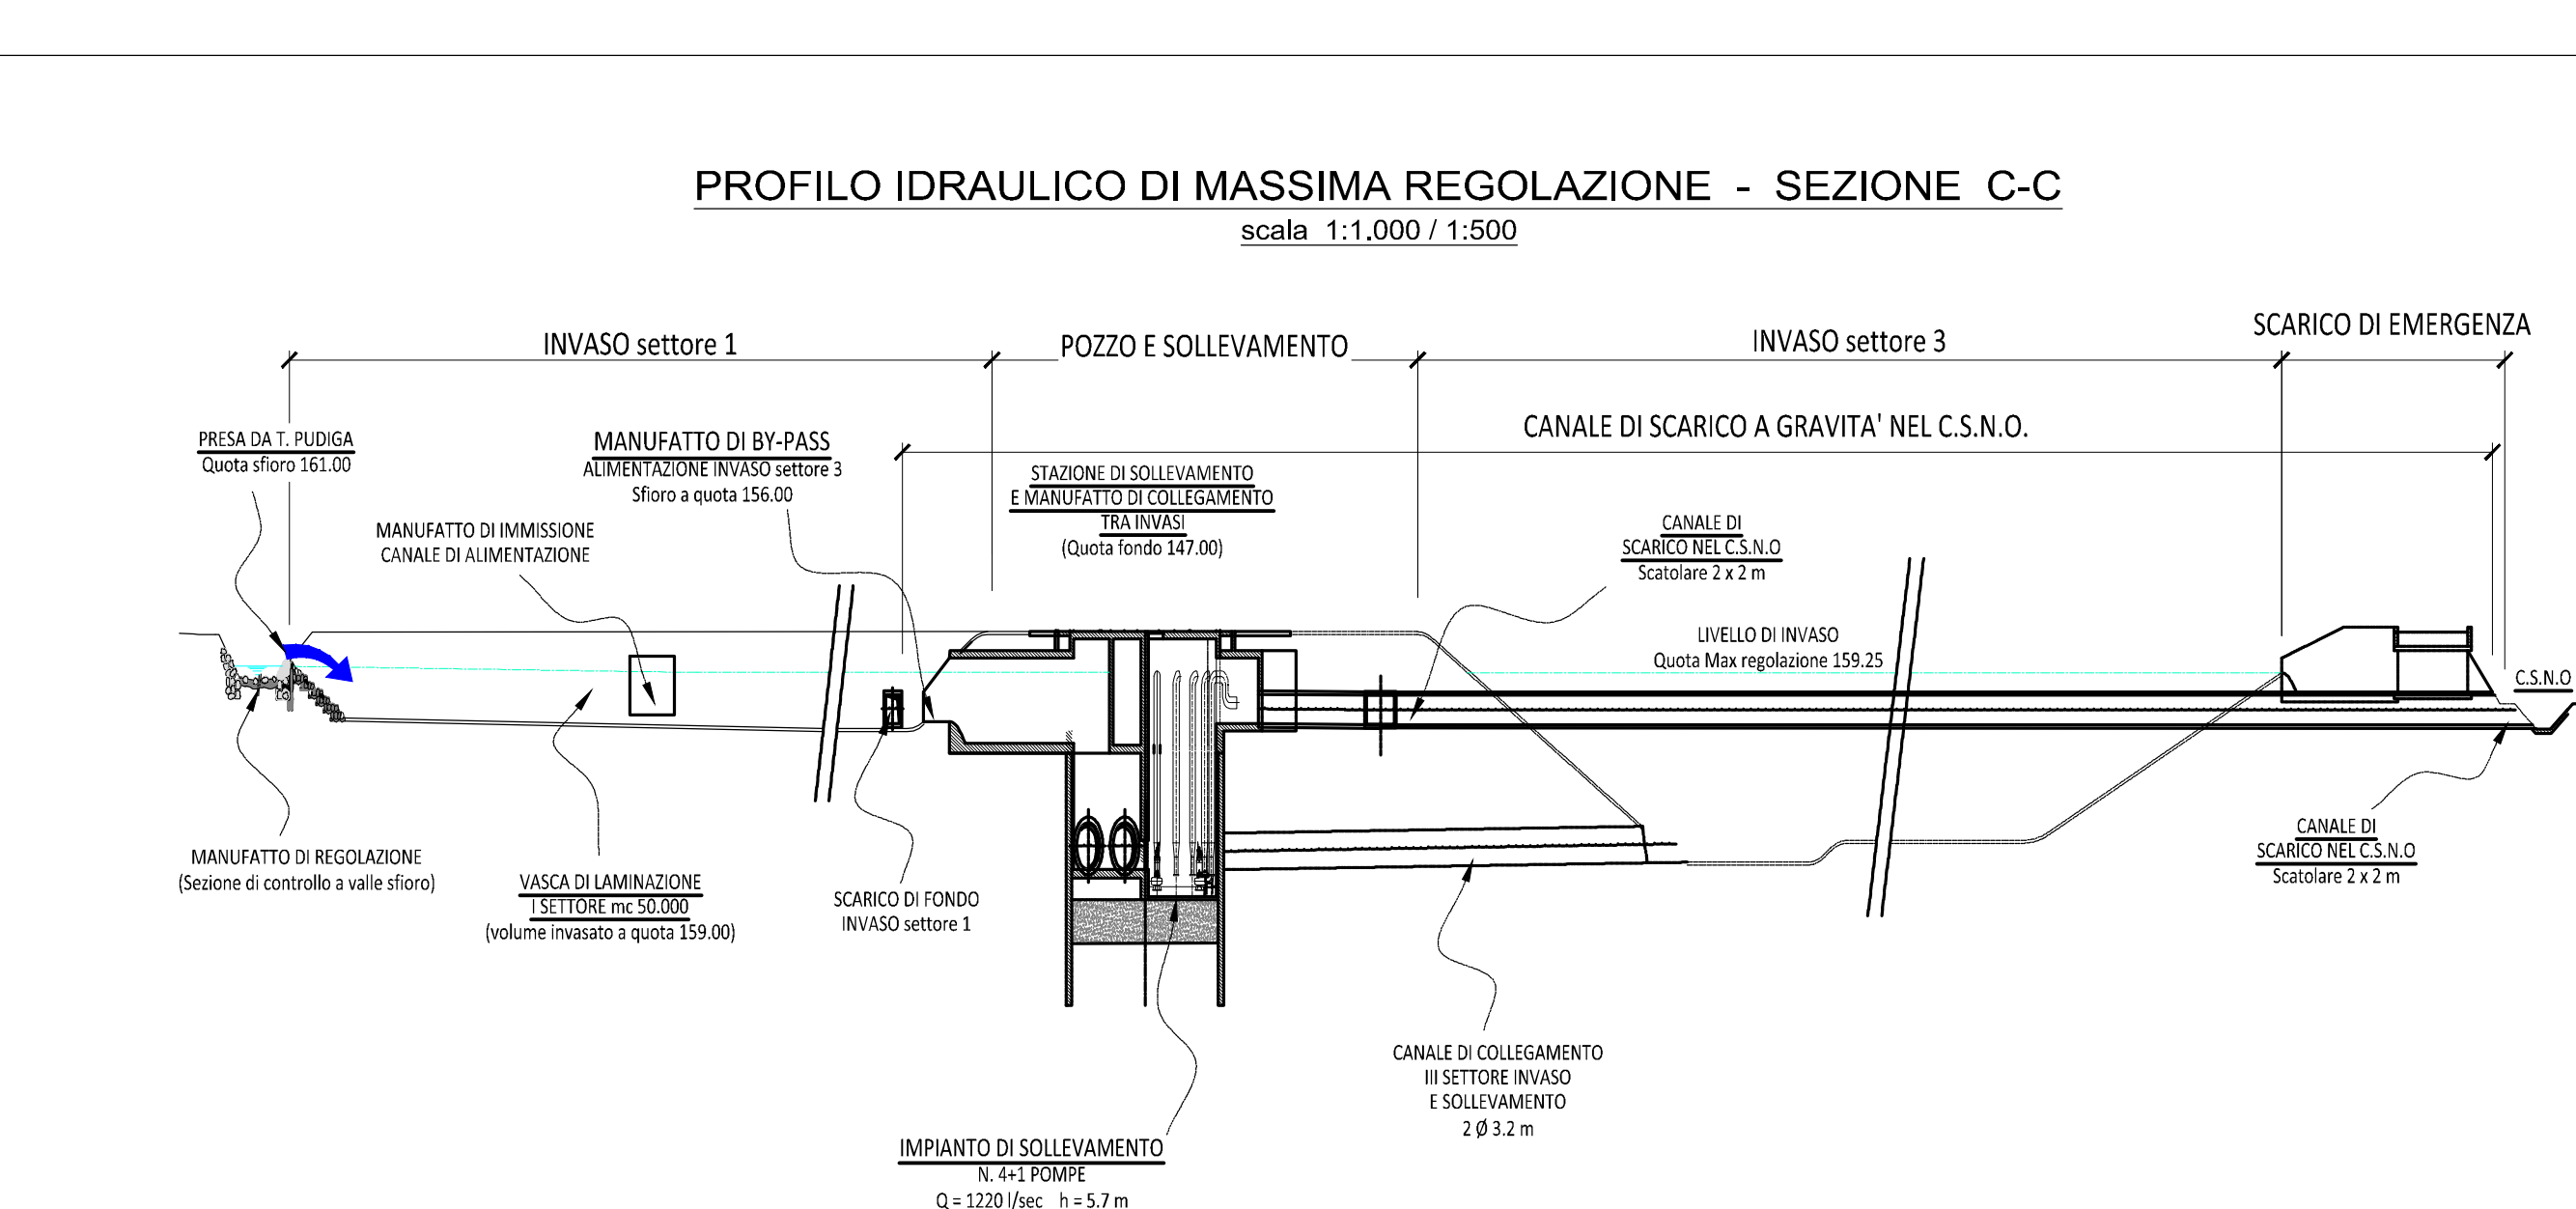 PROFILO IDRAULICO DI MASSIMA REGOLAZIONE - SEZIONE C-C
scala 1:1.000 / 1:500
INVASO settore 1
POZZO E SOLLEVAMENTO
INVASO settore 3
SCARICO DI EMERGENZA
CANALE DI SCARICO A GRAVITA' NEL C.S.N.O.
PRESA DA T. PUDIGA
Quota sfioro 161.00
MANUFATTO DI BY-PASS
ALIMENTAZIONE INVASO settore 3
Sfioro a quota 156.00
STAZIONE DI SOLLEVAMENTO
E MANUFATTO DI COLLEGAMENTO
TRA INVASI
(Quota fondo 147.00)
MANUFATTO DI IMMISSIONE
CANALE DI ALIMENTAZIONE
CANALE DI
SCARICO NEL C.S.N.O
Scatolare 2 x 2 m
LIVELLO DI INVASO
Quota Max regolazione 159.25
C.S.N.O
MANUFATTO DI REGOLAZIONE
(Sezione di controllo a valle sfioro)
VASCA DI LAMINAZIONE
I SETTORE mc 50.000
(volume invasato a quota 159.00)
SCARICO DI FONDO
INVASO settore 1
CANALE DI
SCARICO NEL C.S.N.O
Scatolare 2 x 2 m
CANALE DI COLLEGAMENTO
III SETTORE INVASO
E SOLLEVAMENTO
2 Ø 3.2 m
IMPIANTO DI SOLLEVAMENTO
N. 4+1 POMPE
Q = 1220 l/sec h = 5.7 m